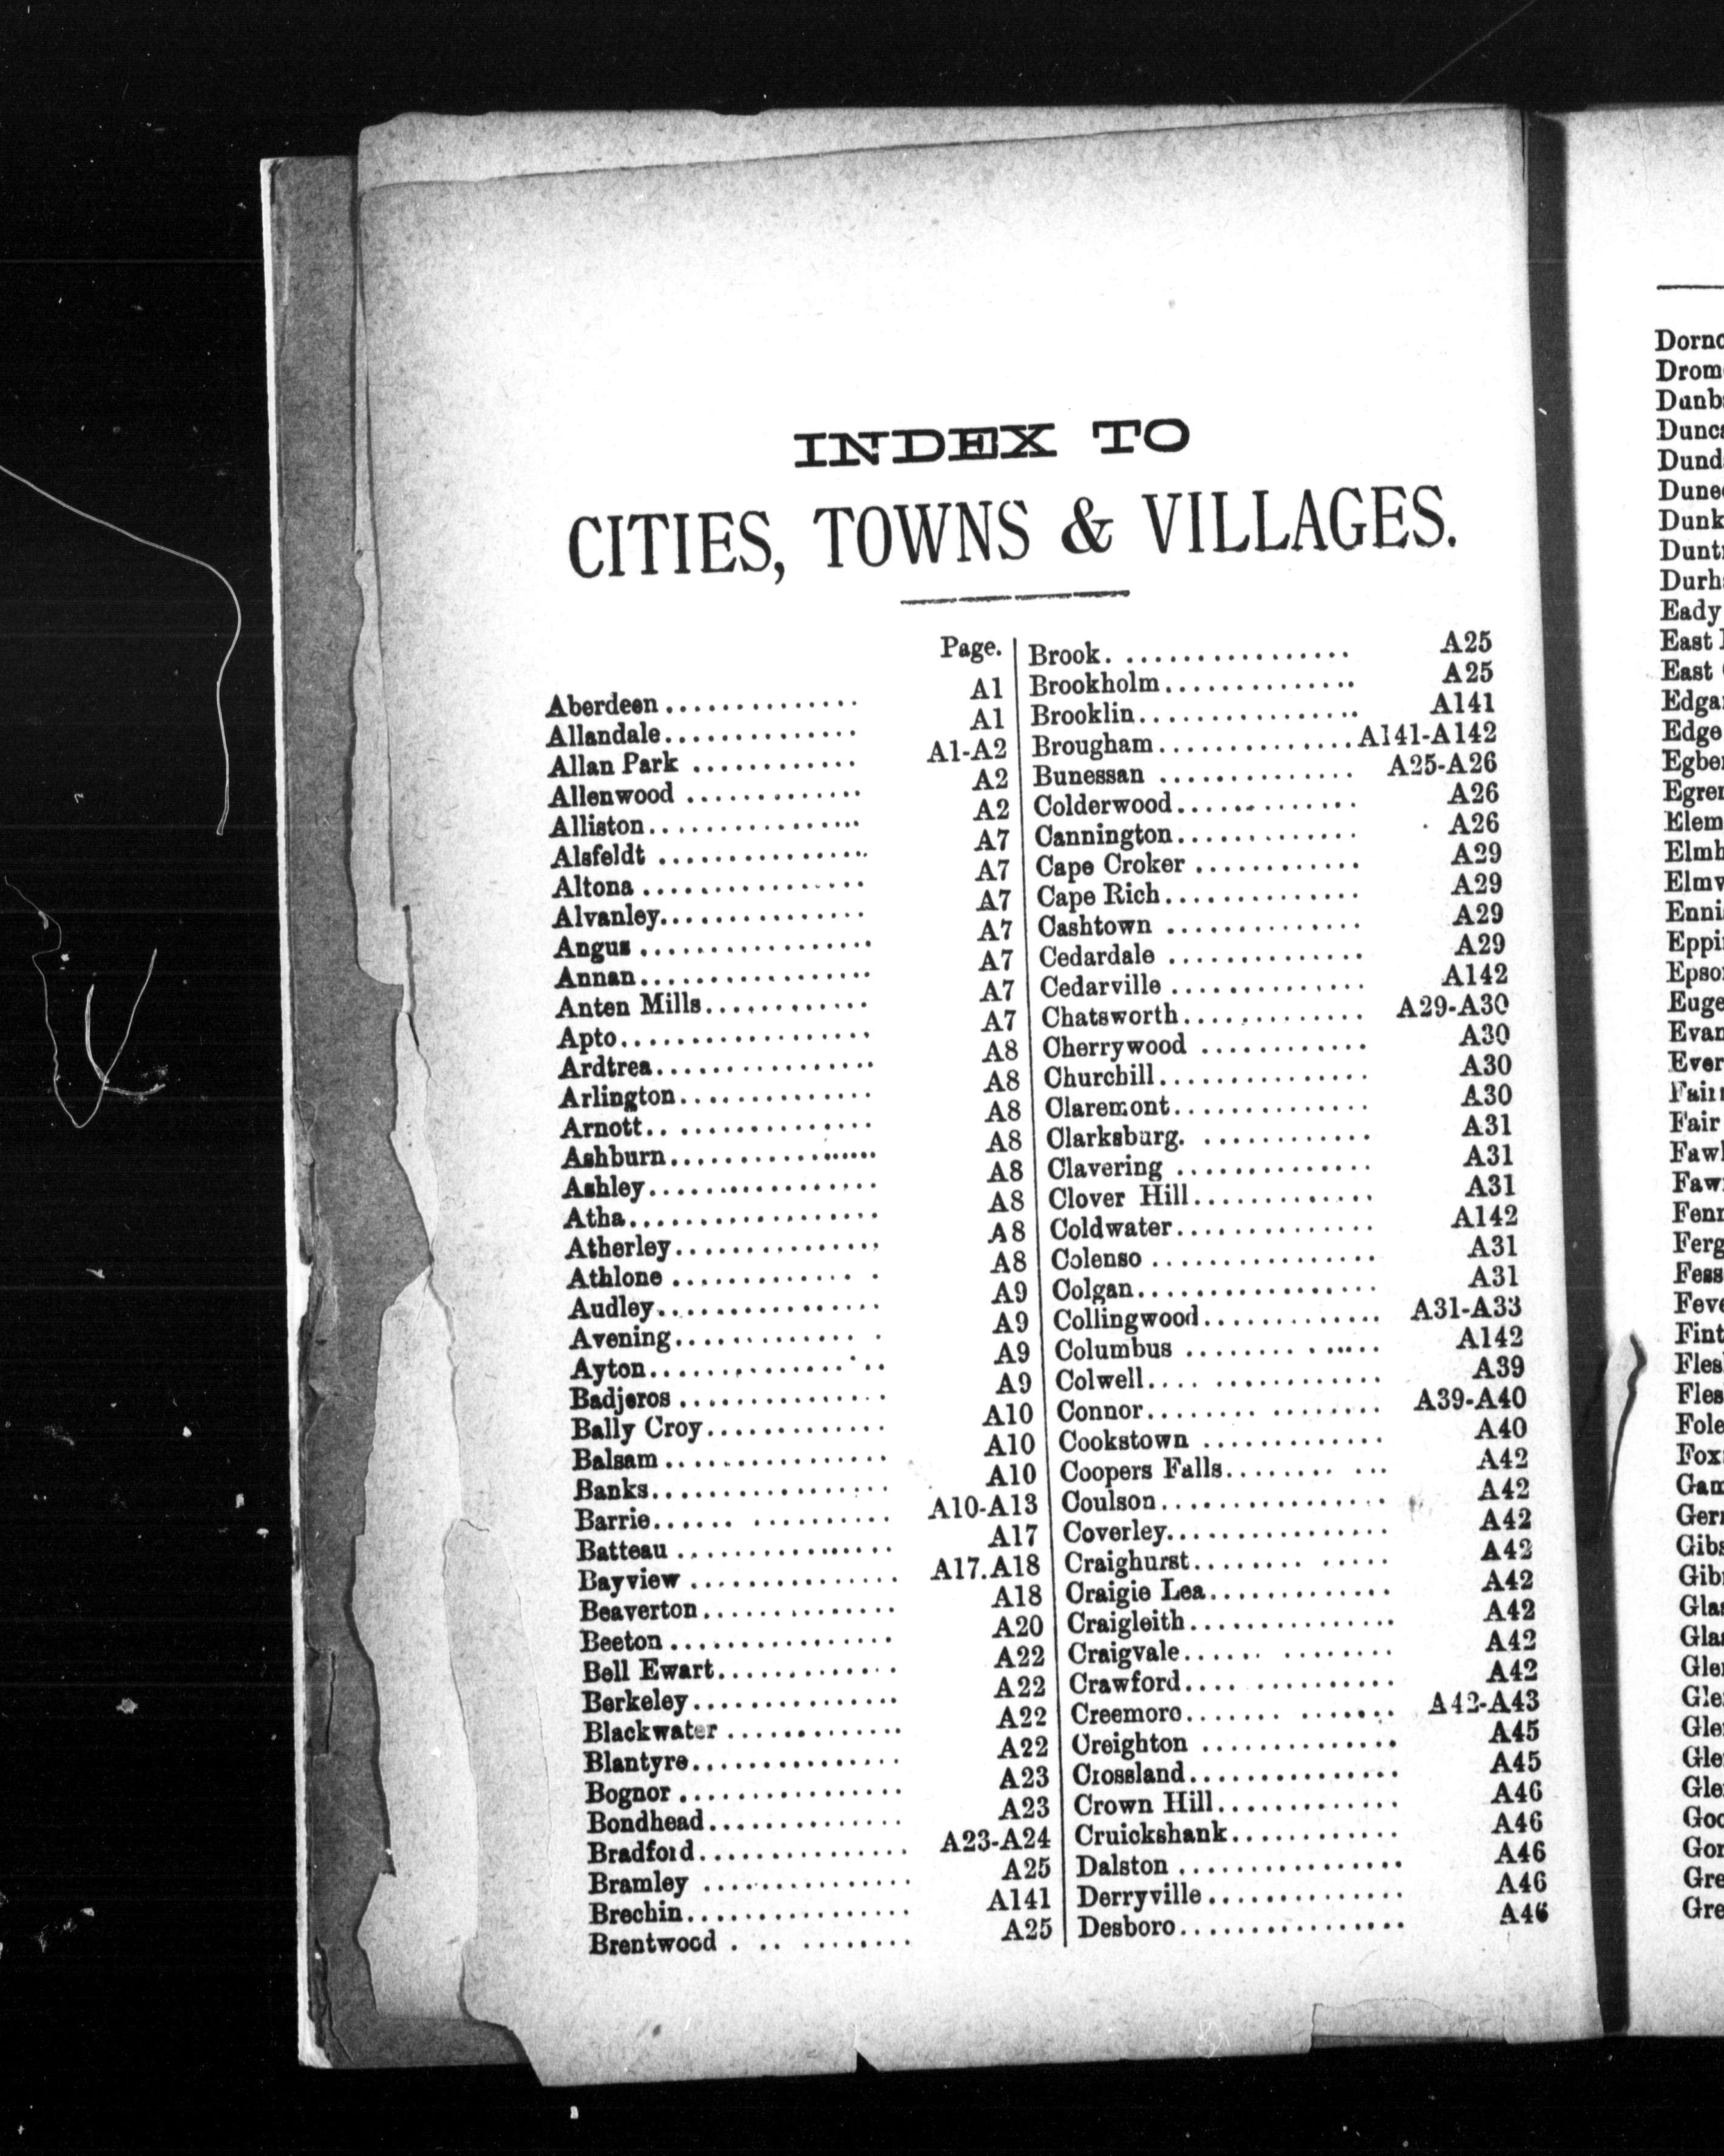 INDEX TO
CITIES, TOWNS & VILLAGES.
Page.
Aberdeen .............. A1
Allandale.............. A1
Allan Park ............ A1-A2
Allenwood ............. A2
Alliston............... A2
Alsfeldt .............. A7
Altona ................ A7
Alvanley............... A7
Angus ................. A7
Annan................. A7
Anten Mills............ A7
Apto.................. A7
Ardtrea................ A8
Arlington.............. A8
Arnott................ A8
Ashburn............... A8
Ashley................ A8
Atha.................. A8
Atherley............... A8
Athlone ............... A8
Audley................ A9
Avening............... A9
Ayton................. A9
Badjeros .............. A9
Bally Croy............. A10
Balsam ................ A10
Banks................. A10
Barrie................. A10-A13
Batteau ............... A17
Bayview ............... A17.A18
Beaverton.............. A18
Beeton ................ A20
Bell Ewart............. A22
Berkeley............... A22
Blackwater ............ A22
Blantyre............... A22
Bognor ................ A23
Bondhead.............. A23
Bradford............... A23-A24
Bramley ............... A25
Brechin................ A141
Brentwood ............ A25
Brook................. A25
Brookholm.............. A25
Brooklin................ A141
Brougham.............. A141-A142
Bunessan .............. A25-A26
Colderwood............. A26
Cannington............. A26
Cape Croker ............ A29
Cape Rich.............. A29
Cashtown .............. A29
Cedardale .............. A29
Cedarville .............. A142
Chatsworth............. A29-A30
Cherrywood ............ A30
Churchill............... A30
Claremont.............. A30
Clarksburg. ............ A31
Clavering .............. A31
Clover Hill............. A31
Coldwater.............. A142
Colenso ................ A31
Colgan................. A31
Collingwood............. A31-A33
Columbus .............. A142
Colwell................ A39
Connor................ A39-A40
Cookstown ............. A40
Coopers Falls........... A42
Coulson................ A42
Coverley................ A42
Craighurst.............. A42
Craigie Lea............. A42
Craigleith............... A42
Craigvale............... A42
Crawford............... A42
Creemore............... A42-A43
Creighton .............. A45
Crossland............... A45
Crown Hill............. A46
Cruickshank............ A46
Dalston ................ A46
Derryville.............. A46
Desboro................ A46
Eady
East
East
Edge
Fair